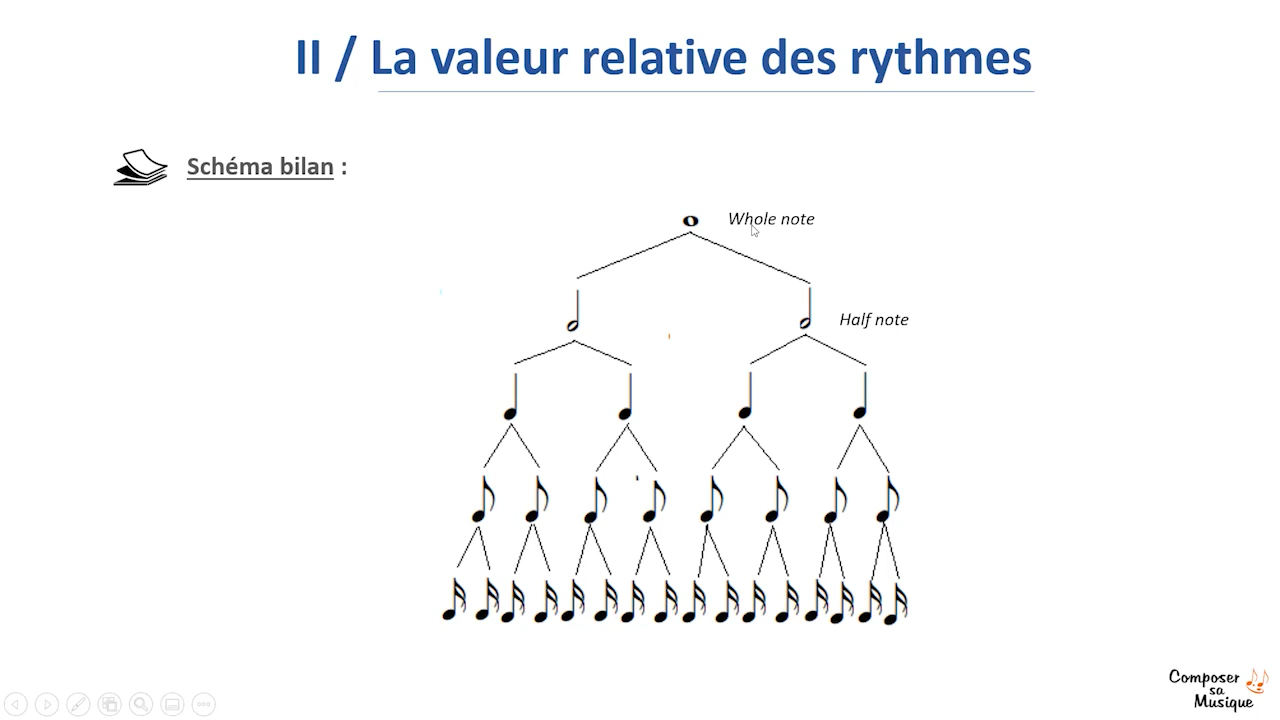 II / La valeur relative des rythmes
Schéma bilan :
Whole note
Half note
Composer
sa
Musique